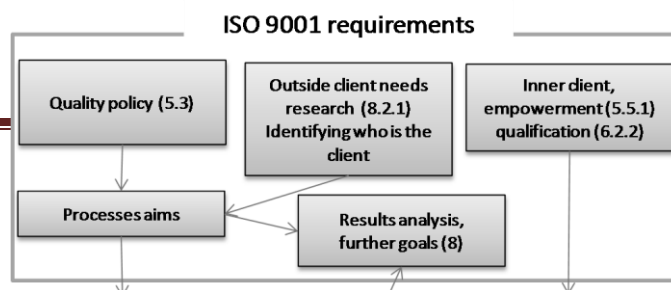 ISO 9001 requirements
Quality policy (5.3)
Outside client needs
research (8.2.1)
Identifying who is the
client
Inner client,
empowerment (5.5.1)
qualification (6.2.2)
Processes aims
Results analysis,
further goals (8)